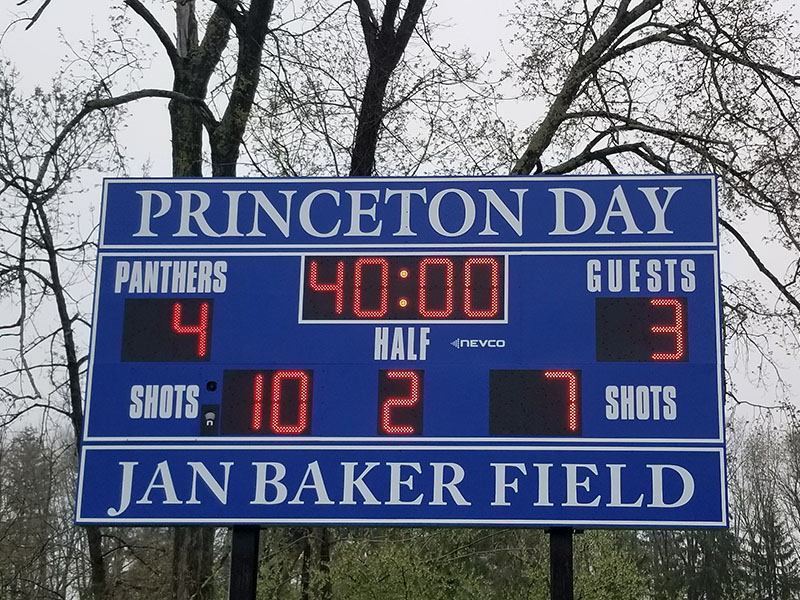 PRINCETON DAY
PANTHERS 40:00 GUESTS
4 HALF NEVCO 3
SHOTS 10 2 7 SHOTS
JAN BAKER FIELD